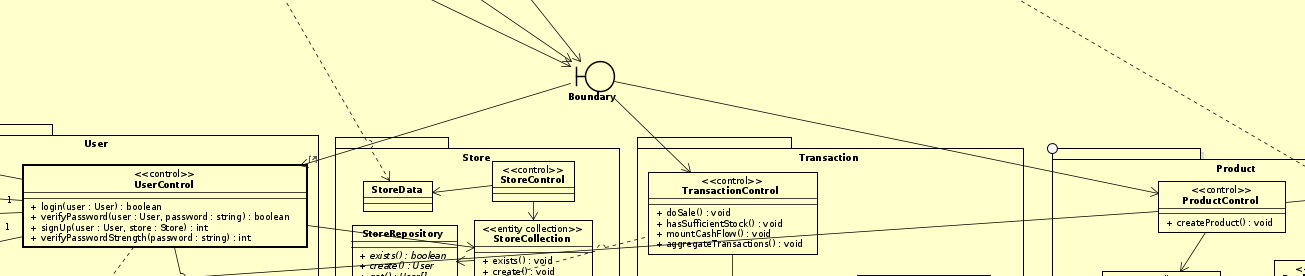 Boundary
User
<<control>>
UserControl
+ login(user : User) : boolean
+ verifyPassword(user : User, password : string) : boolean
+ signUp(user : User, store : Store) : int
+ verifyPasswordStrength(password : string) : int
1
1
Store
<<control>>
StoreControl
StoreData
StoreRepository
+ exists() : boolean
+ create() : User
<<entity collection>>
StoreCollection
+ exists() : void
+ create() : void
Transaction
<<control>>
TransactionControl
+ doSale() : void
+ hasSufficientStock() : void
+ mountCashFlow() : void
+ aggregateTransactions() : void
Product
<<control>>
ProductControl
+ createProduct() : void